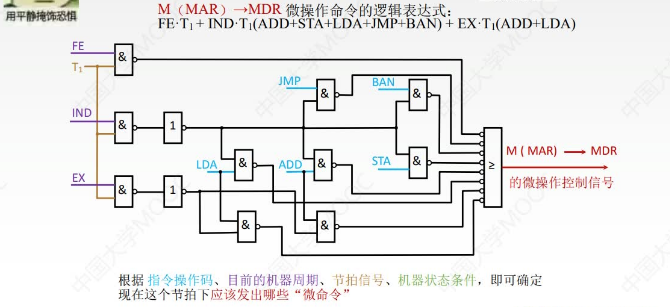 用平静掩饰恐惧
M（MAR）→MDR 微操作命令的逻辑表达式：
FE·T₁ + IND·T₁(ADD+STA+LDA+JMP+BAN) + EX·T₁(ADD+LDA)
FE
T₁
&
JMP
&
BAN
&
IND
&
1
LDA
&
ADD
&
STA
&
≥
M ( MAR) → MDR
的微操作控制信号
EX
&
1
&
&
根据 指令操作码、目前的机器周期、节拍信号、机器状态条件，即可确定
现在这个节拍下应该发出哪些“微命令”
中国大学MOOC